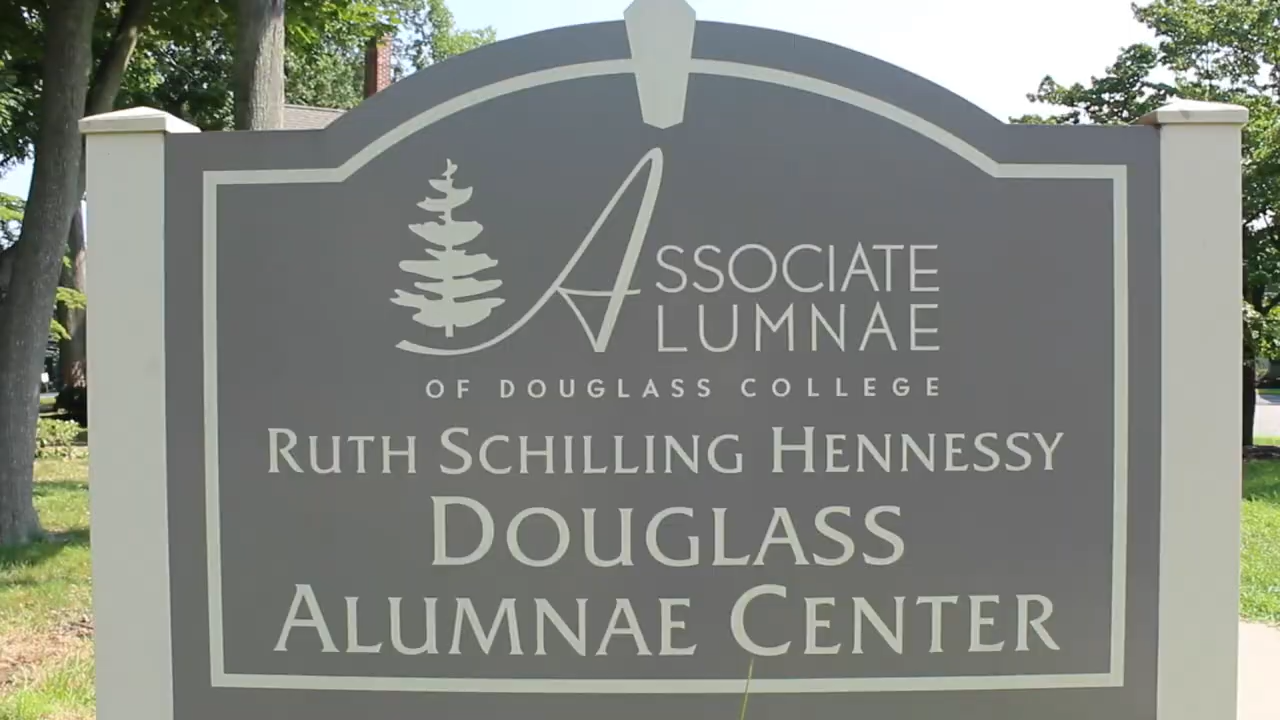 ASSOCIATE
ALUMNAE
OF DOUGLASS COLLEGE
RUTH SCHILLING HENNESSY
DOUGLASS
ALUMNAE CENTER